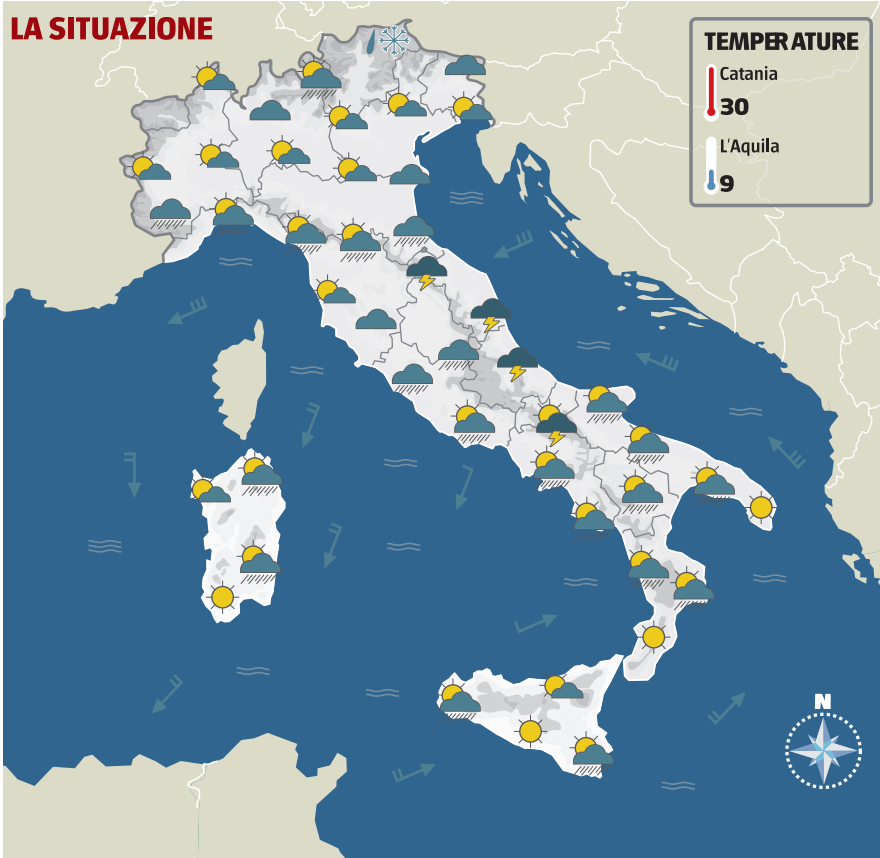 LA SITUAZIONE
TEMPERATURE
Catania
30
L'Aquila
9
N